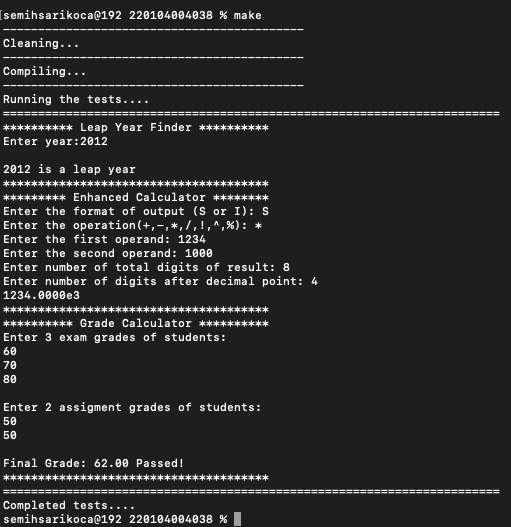 [semihsarikoca@192 220104004038 % make
-------------------------------------------
Cleaning...
-------------------------------------------
Compiling...
-------------------------------------------
Running the tests....
=======================================================================
********** Leap Year Finder **********
Enter year:2012
2012 is a leap year
**************************************
********* Enhanced Calculator ********
Enter the format of output (S or I): S
Enter the operation(+,-,*,/,!,^,%): *
Enter the first operand: 1234
Enter the second operand: 1000
Enter number of total digits of result: 8
Enter number of digits after decimal point: 4
1234.0000e3
**************************************
********** Grade Calculator **********
Enter 3 exam grades of students:
60
70
80
Enter 2 assigment grades of students:
50
50
Final Grade: 62.00 Passed!
**************************************
=======================================================================
Completed tests....
semihsarikoca@192 220104004038 %